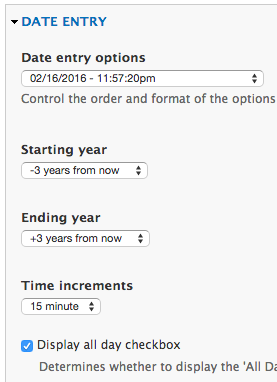 DATE ENTRY
Date entry options
02/16/2016 - 11:57:20pm
Control the order and format of the options
Starting year
-3 years from now
Ending year
+3 years from now
Time increments
15 minute
Display all day checkbox
Determines whether to display the 'All Da